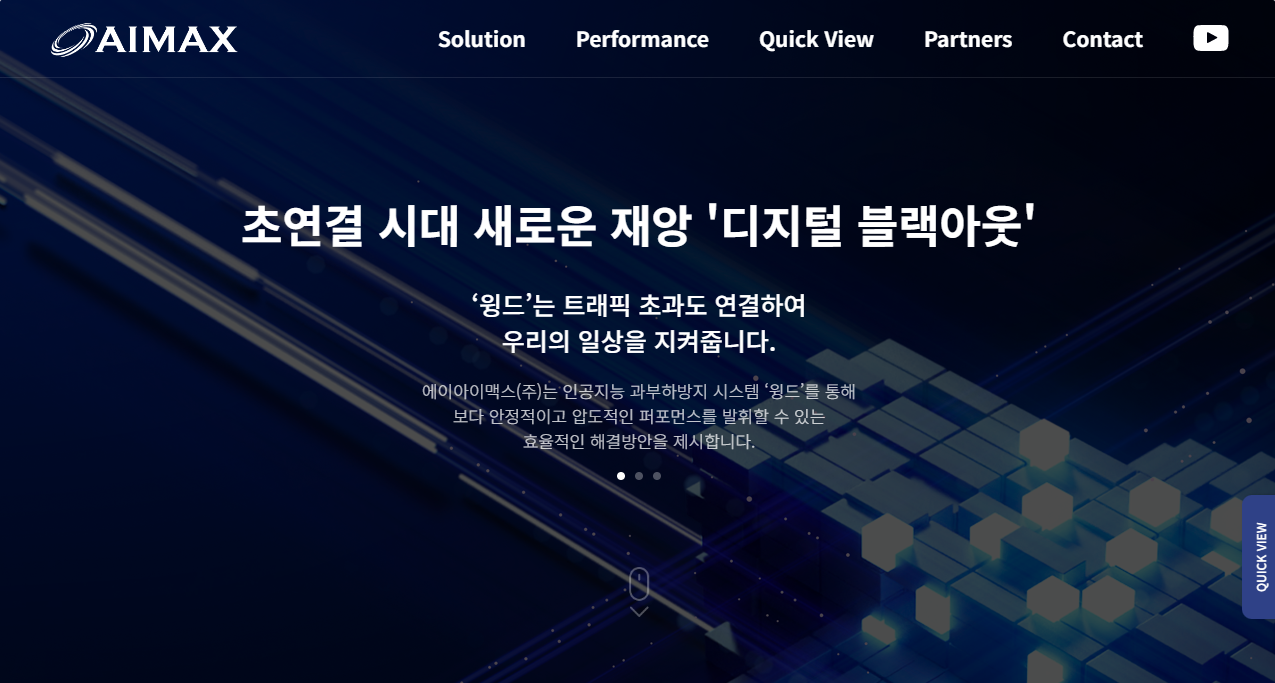 AIMAX
Solution
Performance
Quick View
Partners
Contact
초연결 시대 새로운 재앙 '디지털 블랙아웃'
‘윙드’는 트래픽 초과도 연결하여
우리의 일상을 지켜줍니다.
에이아이맥스(주)는 인공지능 과부하방지 시스템 ‘윙드’를 통해
보다 안정적이고 압도적인 퍼포먼스를 발휘할 수 있는
효율적인 해결방안을 제시합니다.
QUICK VIEW